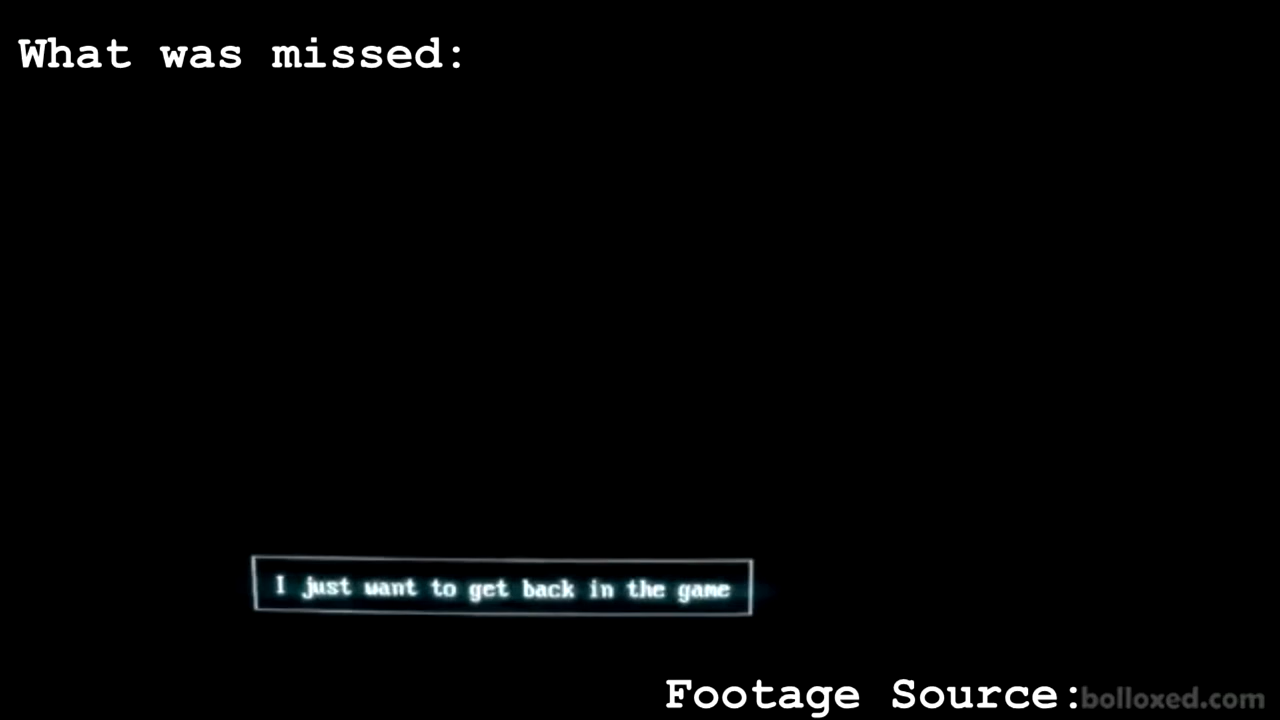 What was missed:
I just want to get back in the game
Footage Source:bolloxed.com